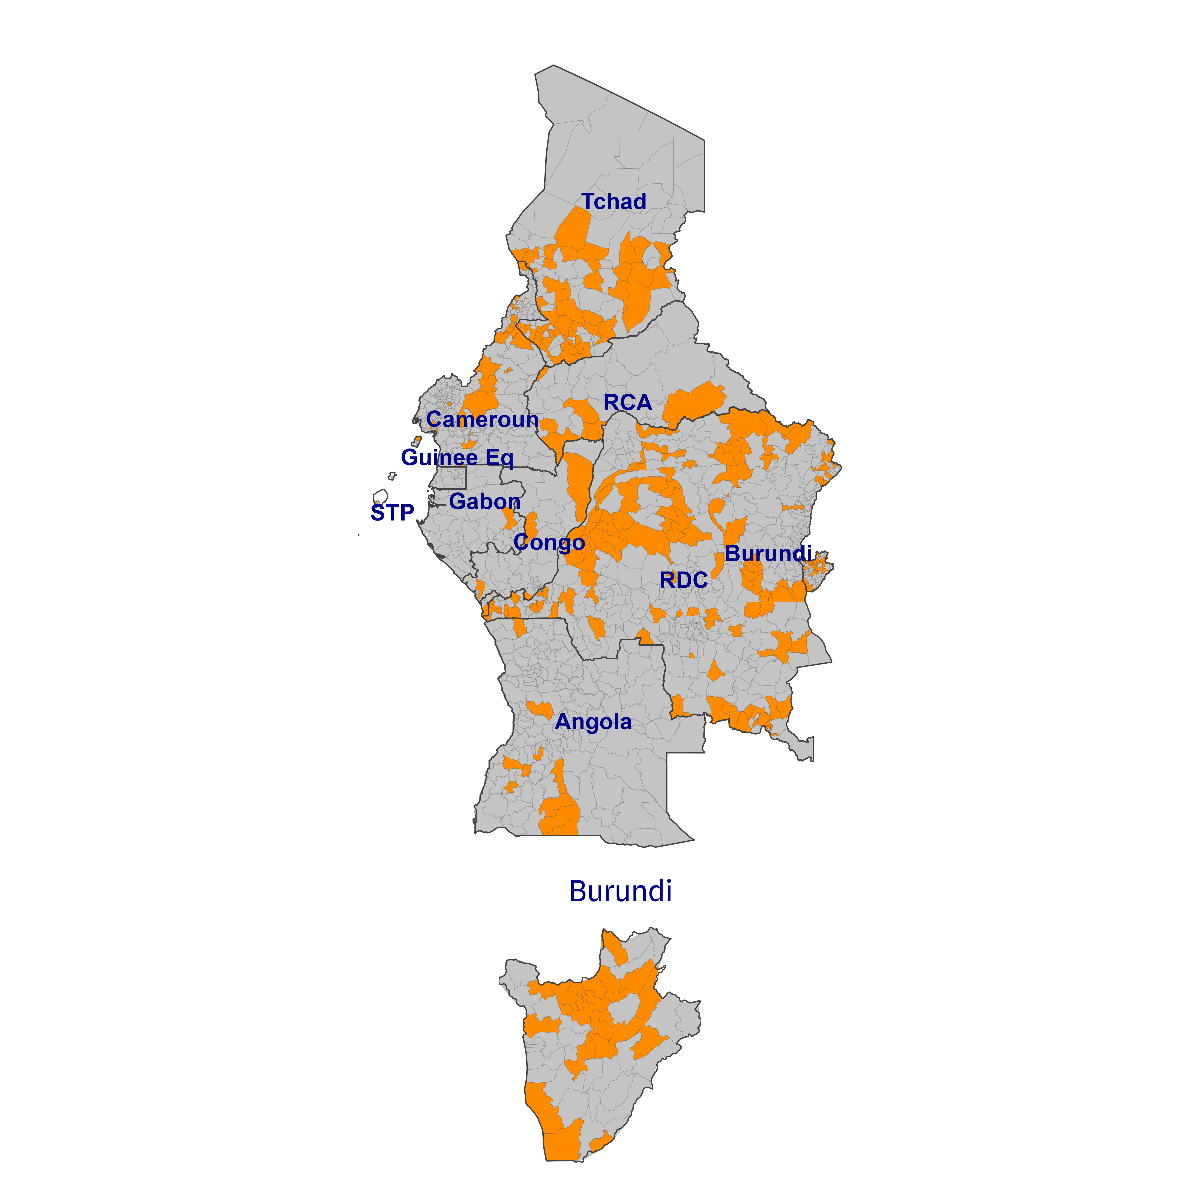 Tchad
RCA
Cameroun
Guinee Eq
Gabon
STP
Congo
Burundi
RDC
Angola
Burundi